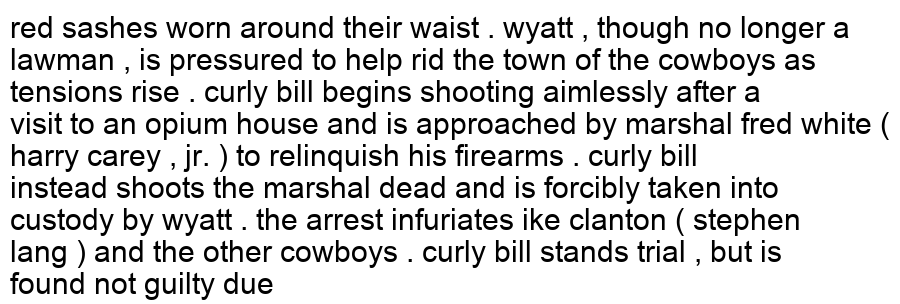 red sashes worn around their waist . wyatt , though no longer a
lawman , is pressured to help rid the town of the cowboys as
tensions rise . curly bill begins shooting aimlessly after a
visit to an opium house and is approached by marshal fred white (
harry carey , jr. ) to relinquish his firearms . curly bill
instead shoots the marshal dead and is forcibly taken into
custody by wyatt . the arrest infuriates ike clanton ( stephen
lang ) and the other cowboys . curly bill stands trial , but is
found not guilty due